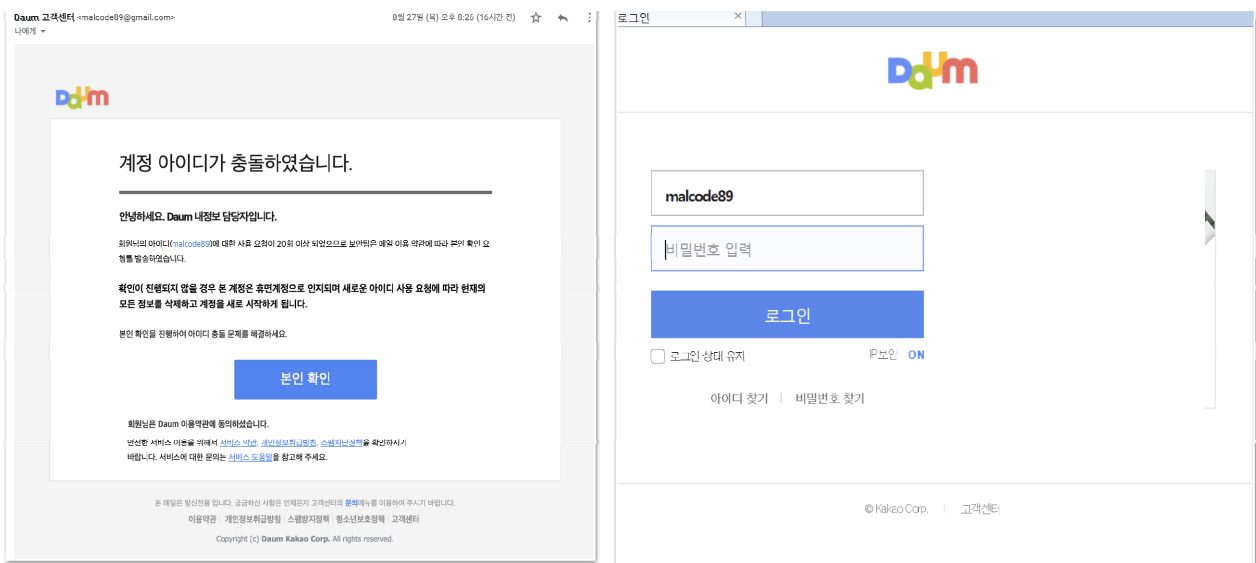 Daum 고객센터 <malcode89@gmail.com>
8월 27일 (목) 오후 8:25 (16시간 전)
나에게
Daum
계정 아이디가 충돌하였습니다.
안녕하세요. Daum 내정보 담당자입니다.
회원님의 아이디(malcode89)에 대한 사용 요청이 20회 이상 되었으므로 보안팀은 메일 이용 약관에 따라 본인 확인 요
청를 발송하였습니다.
확인이 진행되지 않을 경우 본 계정은 휴면계정으로 인지되며 새로운 아이디 사용 요청에 따라 현재의
모든 정보를 삭제하고 계정을 새로 시작하게 됩니다.
본인 확인을 진행하여 아이디 충돌 문제를 해결하세요.
본인 확인
회원님은 Daum 이용약관에 동의하셨습니다.
안전한 서비스 이용을 위해서 서비스 약관, 개인정보취급방침, 스팸차단정책을 확인하시기
바랍니다. 서비스에 대한 문의는 서비스 도움말을 참고해 주세요.
본 메일은 발신전용 입니다. 궁금하신 사항은 언제든지 고객센터의 문의메뉴를 이용하여 주시기 바랍니다.
이용약관 | 개인정보취급방침 | 스팸방지정책 | 청소년보호정책 | 고객센터
Copyright (c) Daum Kakao Corp. All rights reserved.
로그인 ×
Daum
malcode89
비밀번호 입력
로그인
로그인 상태 유지
IP보안 ON
아이디 찾기 | 비밀번호 찾기
© Kakao Corp. | 고객센터